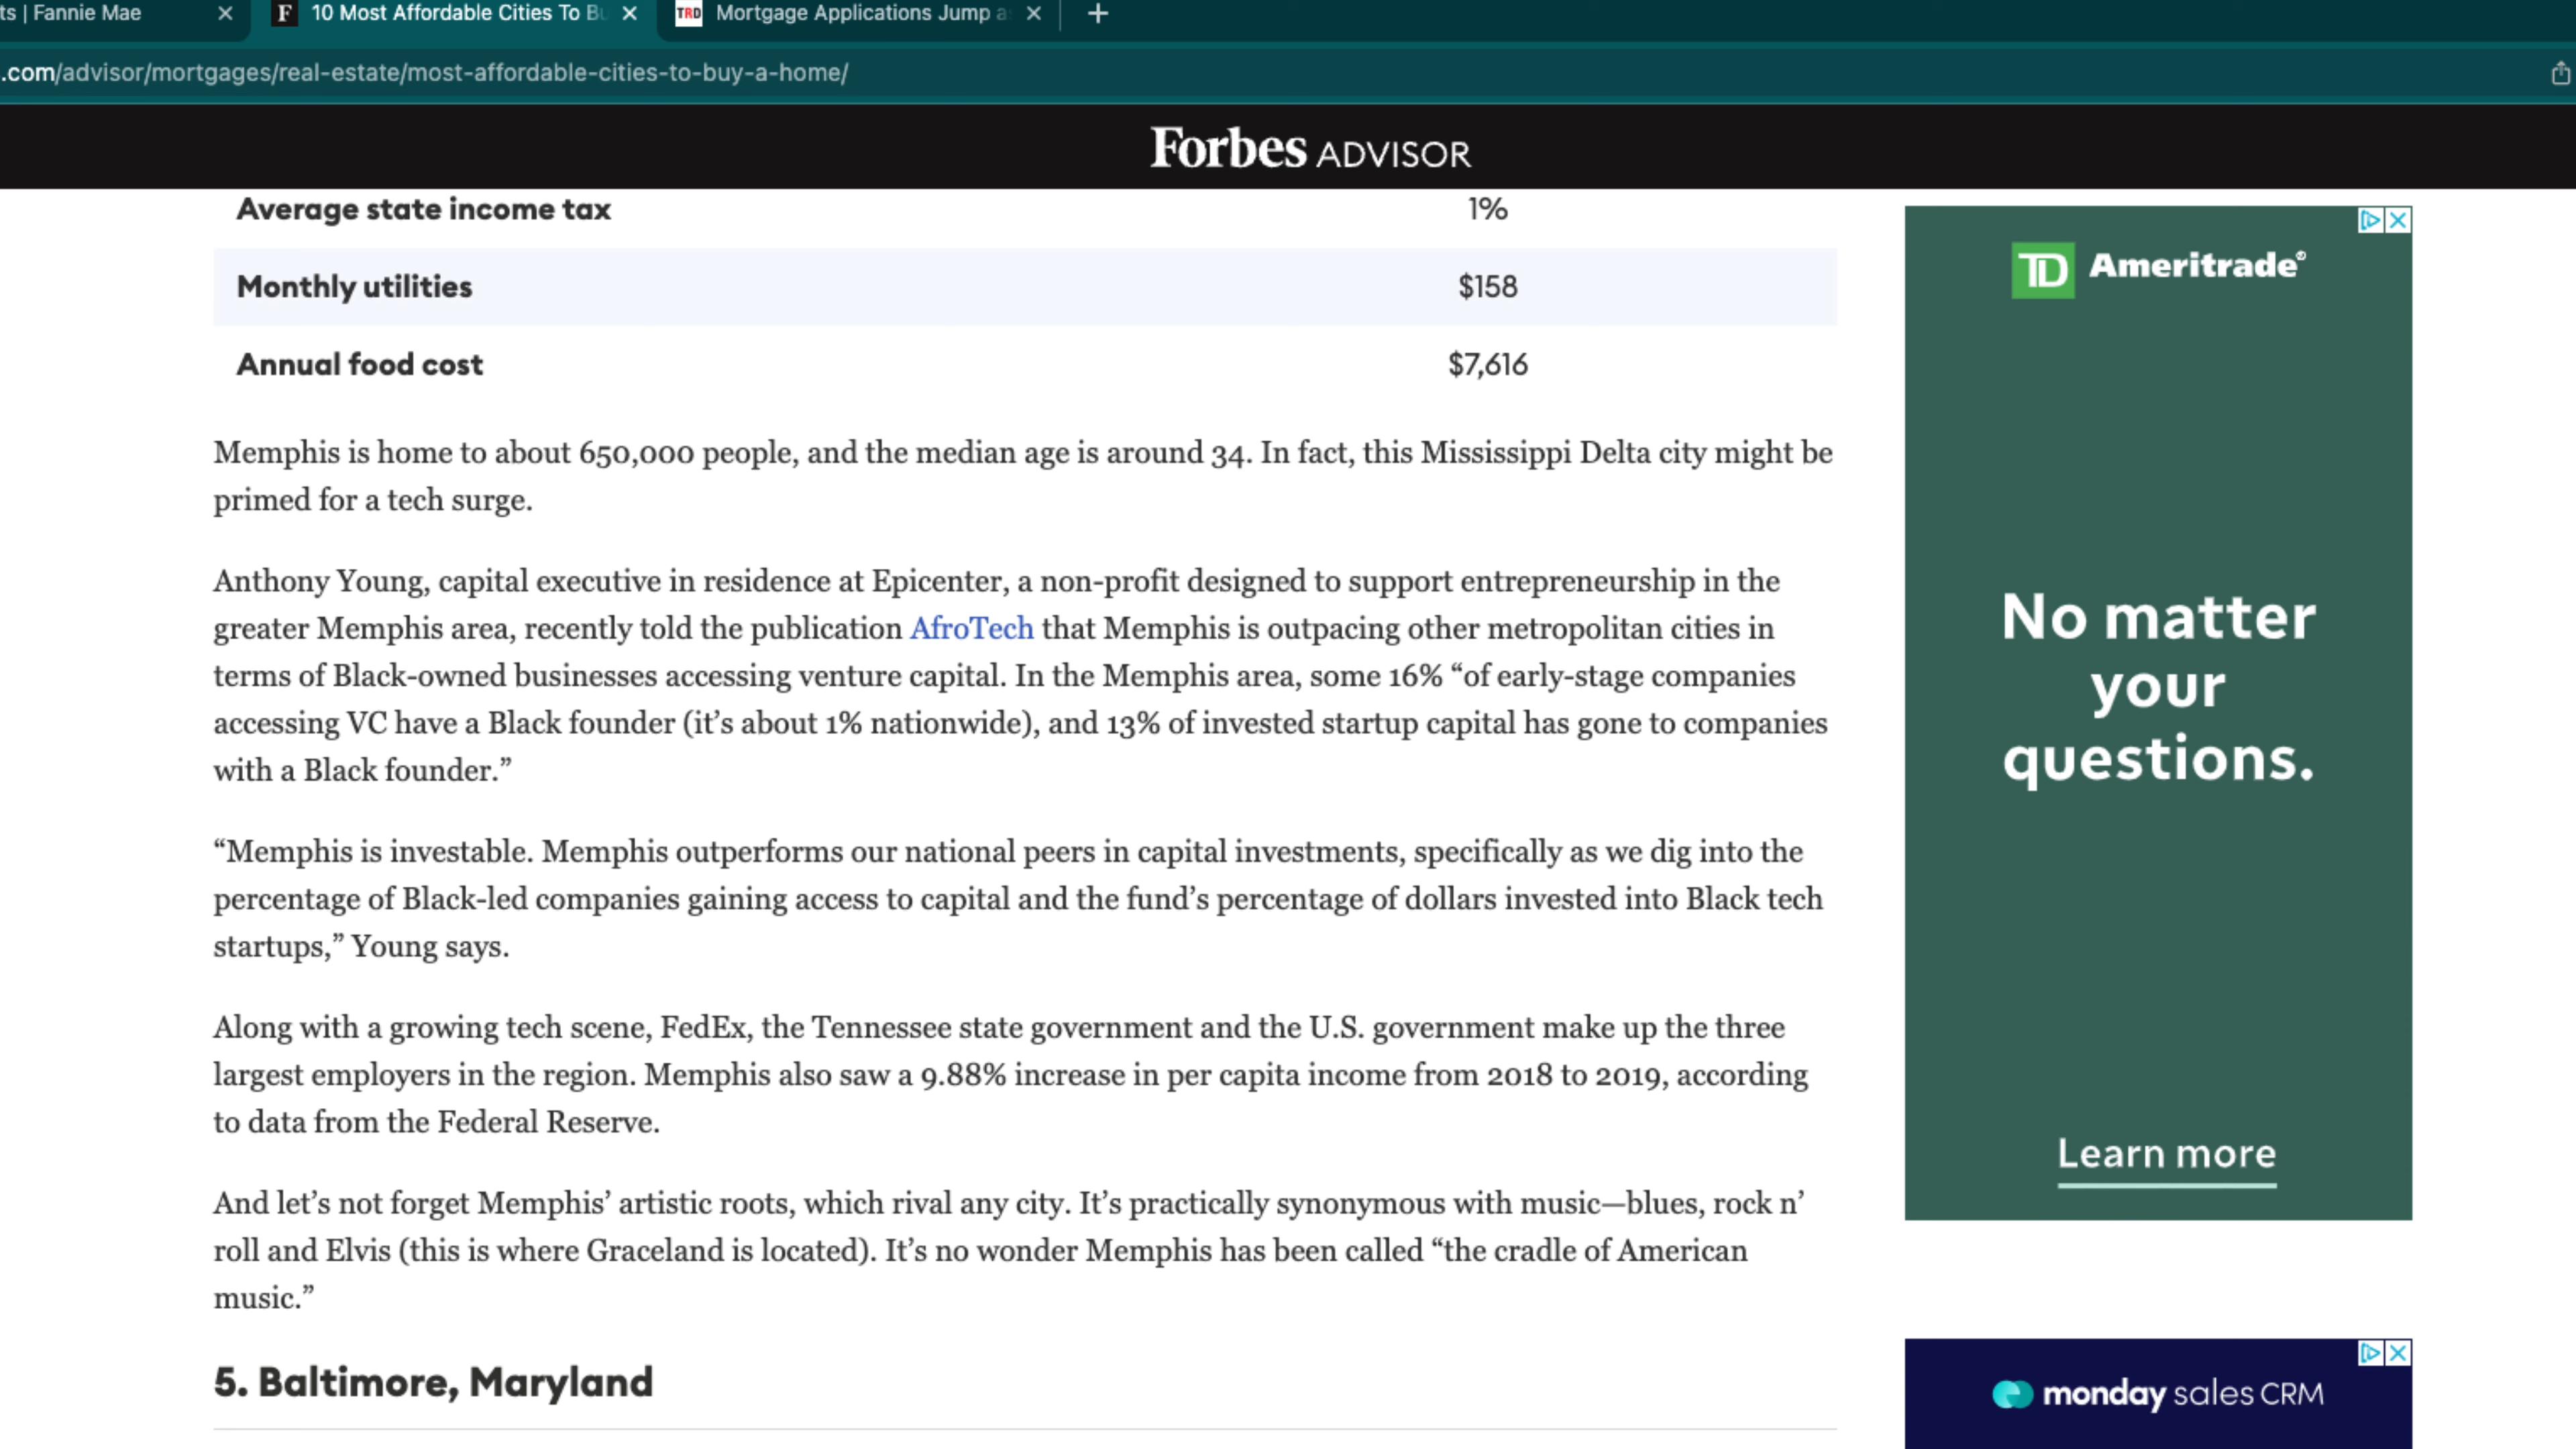 ts | Fannie Mae
F 10 Most Affordable Cities To Bu
TRD Mortgage Applications Jump a
.com/advisor/mortgages/real-estate/most-affordable-cities-to-buy-a-home/
Forbes ADVISOR
Average state income tax 1%
Monthly utilities $158
Annual food cost $7,616
Memphis is home to about 650,000 people, and the median age is around 34. In fact, this Mississippi Delta city might be
primed for a tech surge.
Anthony Young, capital executive in residence at Epicenter, a non-profit designed to support entrepreneurship in the
greater Memphis area, recently told the publication AfroTech that Memphis is outpacing other metropolitan cities in
terms of Black-owned businesses accessing venture capital. In the Memphis area, some 16% “of early-stage companies
accessing VC have a Black founder (it’s about 1% nationwide), and 13% of invested startup capital has gone to companies
with a Black founder.”
“Memphis is investable. Memphis outperforms our national peers in capital investments, specifically as we dig into the
percentage of Black-led companies gaining access to capital and the fund’s percentage of dollars invested into Black tech
startups,” Young says.
Along with a growing tech scene, FedEx, the Tennessee state government and the U.S. government make up the three
largest employers in the region. Memphis also saw a 9.88% increase in per capita income from 2018 to 2019, according
to data from the Federal Reserve.
And let’s not forget Memphis’ artistic roots, which rival any city. It’s practically synonymous with music—blues, rock n’
roll and Elvis (this is where Graceland is located). It’s no wonder Memphis has been called “the cradle of American
music.”
5. Baltimore, Maryland
TD Ameritrade®
No matter
your
questions.
Learn more
monday sales CRM